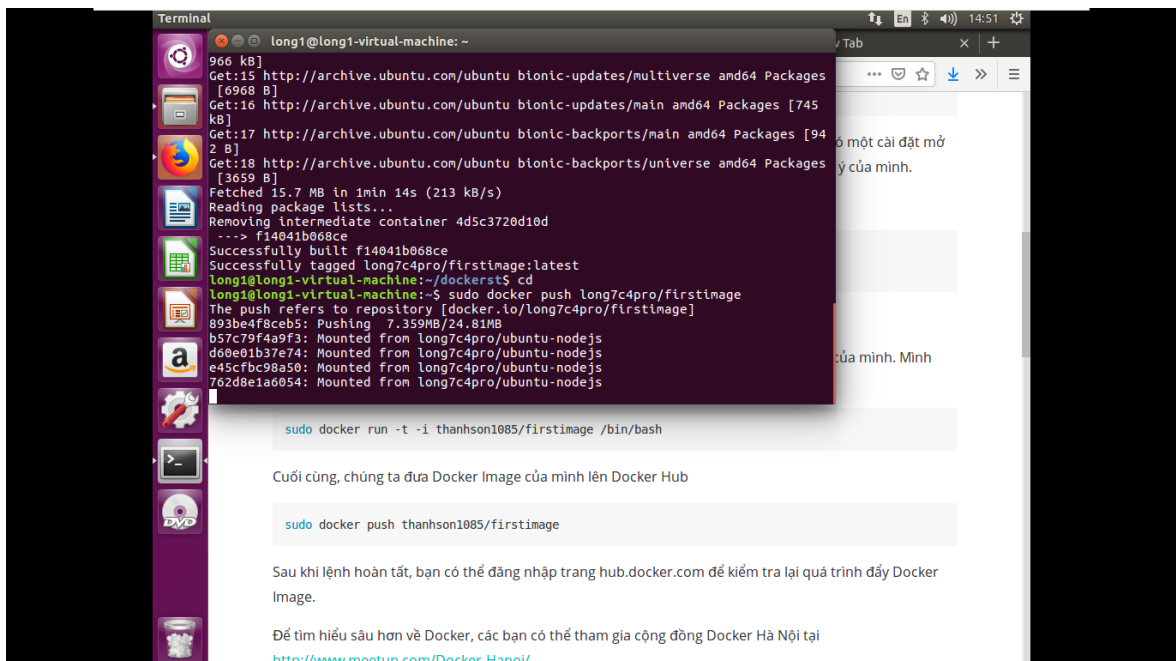 Terminal
En
14:51
long1@long1-virtual-machine: ~
Tab
966 kB]
Get:15 http://archive.ubuntu.com/ubuntu bionic-updates/multiverse amd64 Packages
[6968 B]
Get:16 http://archive.ubuntu.com/ubuntu bionic-updates/main amd64 Packages [745
kB]
Get:17 http://archive.ubuntu.com/ubuntu bionic-backports/main amd64 Packages [94
2 B]
Get:18 http://archive.ubuntu.com/ubuntu bionic-backports/universe amd64 Packages
[3659 B]
Fetched 15.7 MB in 1min 14s (213 kB/s)
Reading package lists...
Removing intermediate container 4d5c3720d10d
---> f14041b068ce
Successfully built f14041b068ce
Successfully tagged long7c4pro/firstimage:latest
long1@long1-virtual-machine:~/dockerst$ cd
long1@long1-virtual-machine:~$ sudo docker push long7c4pro/firstimage
The push refers to repository [docker.io/long7c4pro/firstimage]
893be4f8ceb5: Pushing  7.359MB/24.81MB
b57c79f4a9f3: Mounted from long7c4pro/ubuntu-nodejs
d60e01b37e74: Mounted from long7c4pro/ubuntu-nodejs
e45cfbc98a50: Mounted from long7c4pro/ubuntu-nodejs
762d8e1a6054: Mounted from long7c4pro/ubuntu-nodejs
một cài đặt mở
ý của mình.
của mình. Mình
sudo docker run -t -i thanhson1085/firstimage /bin/bash
Cuối cùng, chúng ta đưa Docker Image của mình lên Docker Hub
sudo docker push thanhson1085/firstimage
Sau khi lệnh hoàn tất, bạn có thể đăng nhập trang hub.docker.com để kiểm tra lại quá trình đẩy Docker
Image.
Để tìm hiểu sâu hơn về Docker, các bạn có thể tham gia cộng đồng Docker Hà Nội tại
http://www.meetup.com/Docker-Hanoi/
a
DVD